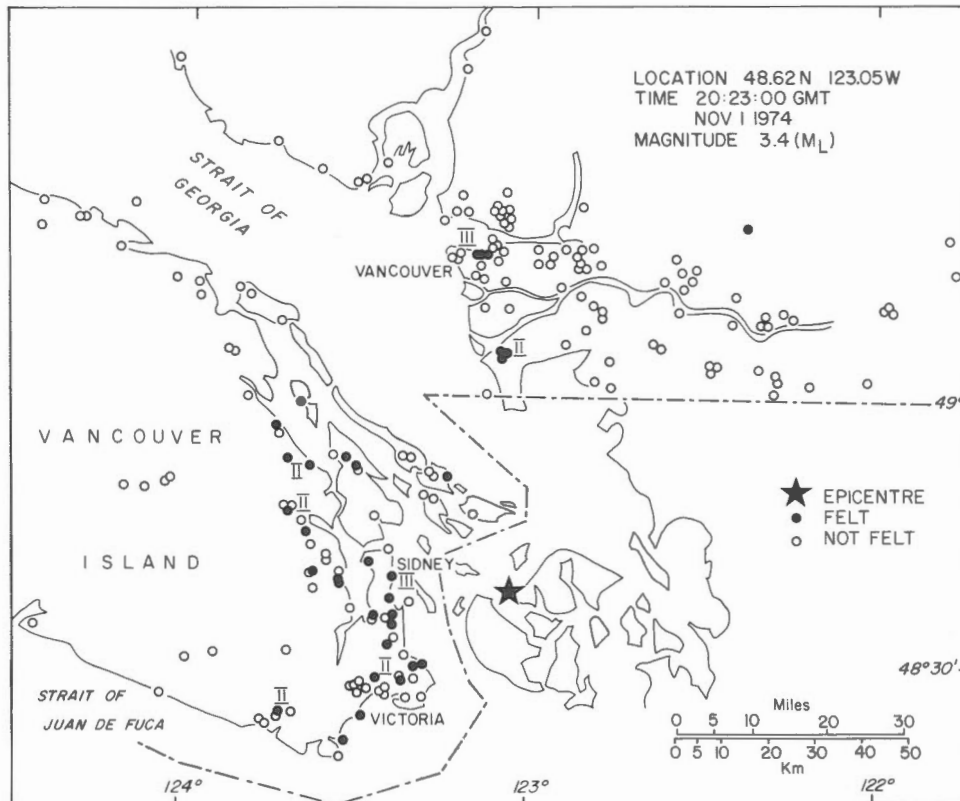 LOCATION 48.62N 123.05W
TIME 20:23:00 GMT
NOV 1 1974
MAGNITUDE 3.4 (M_L)
STRAIT OF
GEORGIA
III
VANCOUVER
II
49°
VANCOUVER
II
II
EPICENTRE
FELT
NOT FELT
ISLAND
SIDNEY
III
II
48°30'
STRAIT OF
JUAN DE FUCA
II
VICTORIA
Miles
0 10 20 30
0 5 10 20 30 40 50
Km
124° 123° 122°